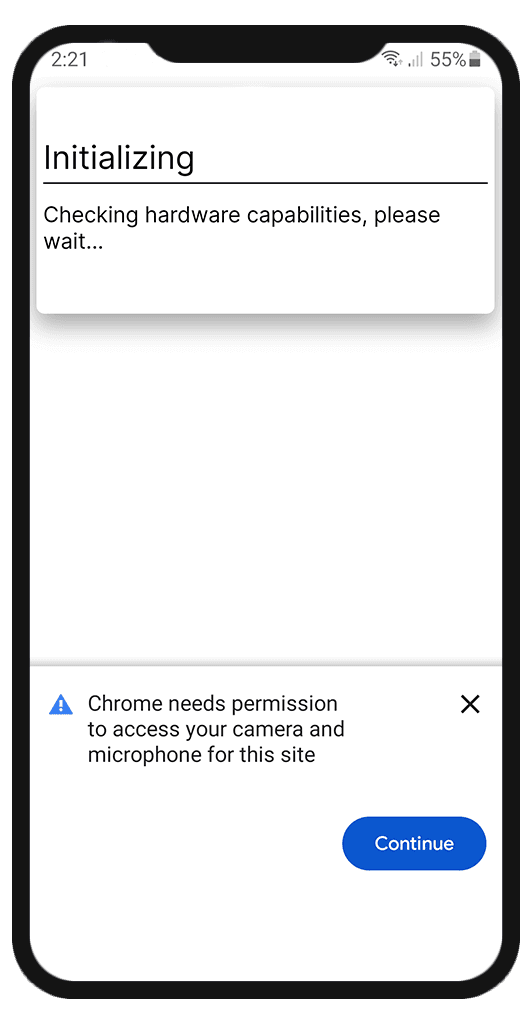 2:21
55%
Initializing
Checking hardware capabilities, please
wait...
Chrome needs permission
to access your camera and
microphone for this site
Continue